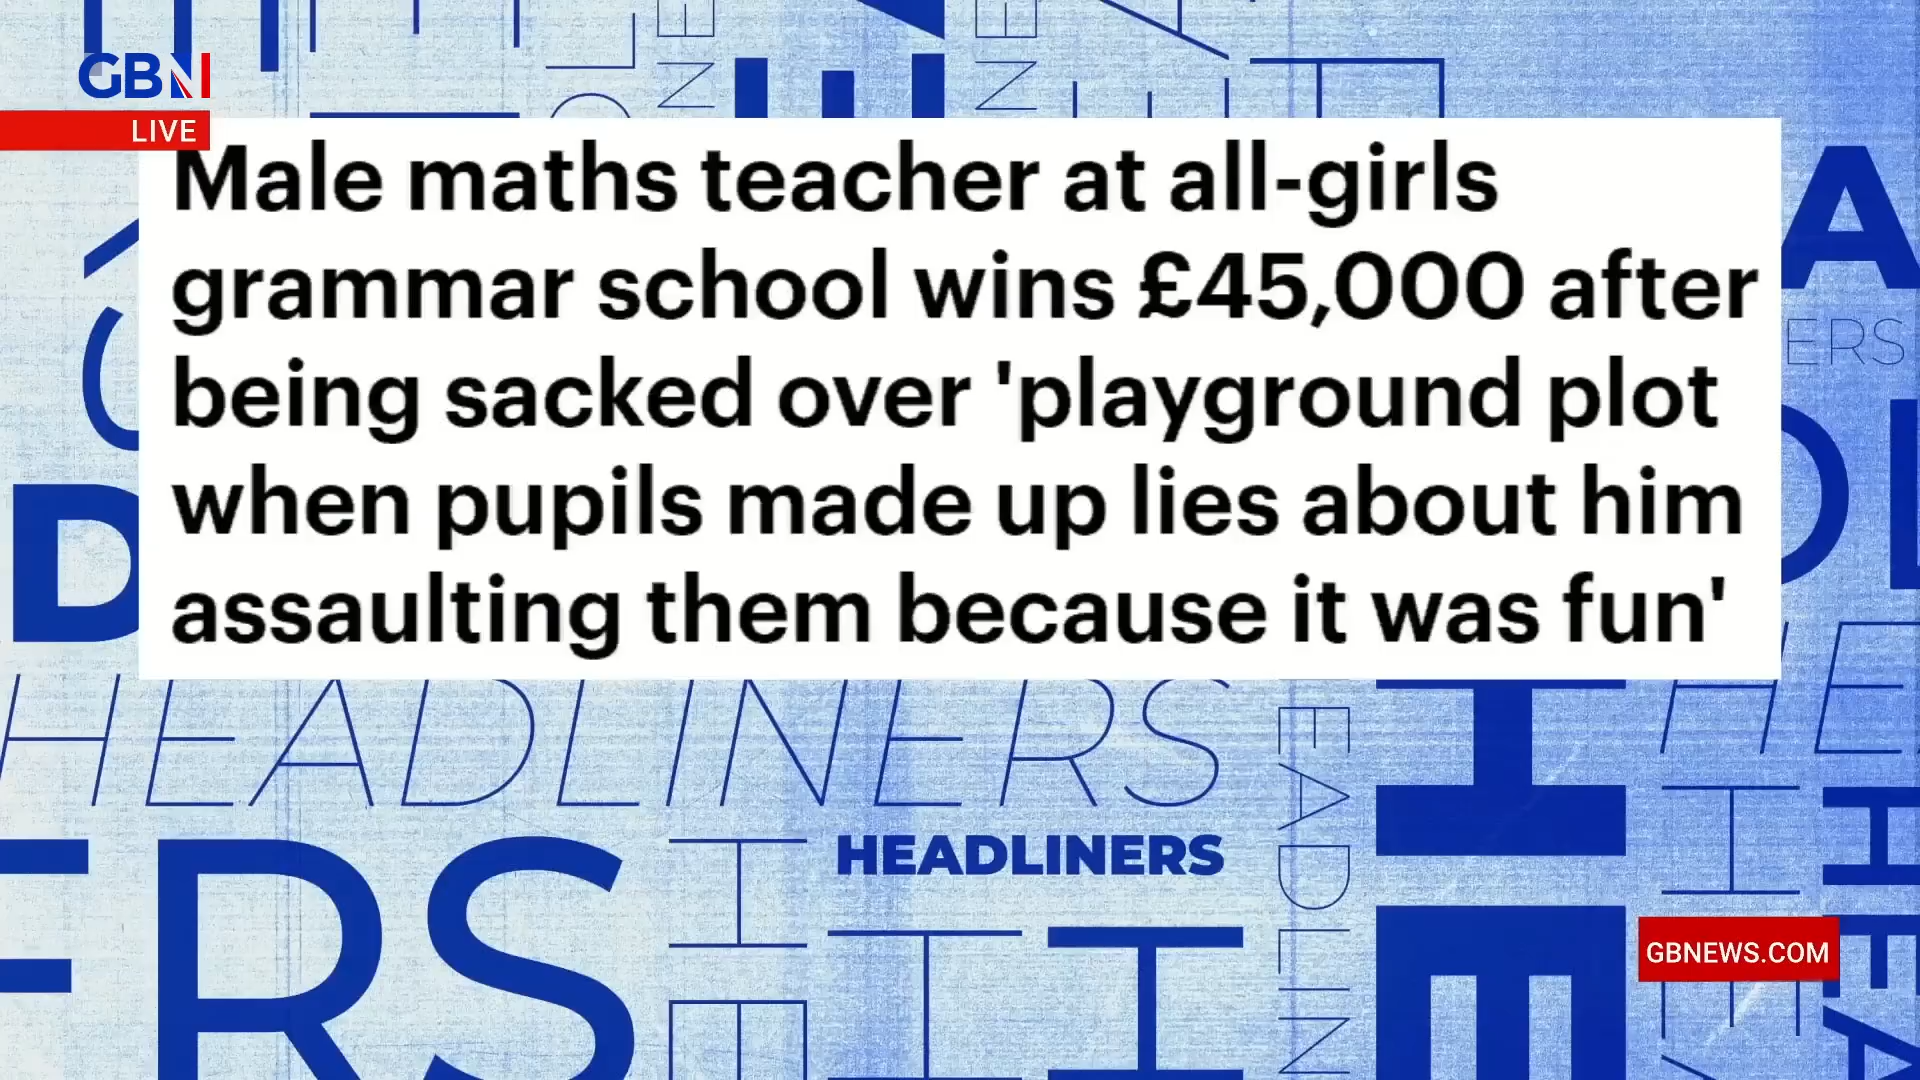 GBN
LIVE
Male maths teacher at all-girls
grammar school wins £45,000 after
being sacked over 'playground plot
when pupils made up lies about him
assaulting them because it was fun'
HEADLINERS
HEADLINERS
GBNEWS.COM